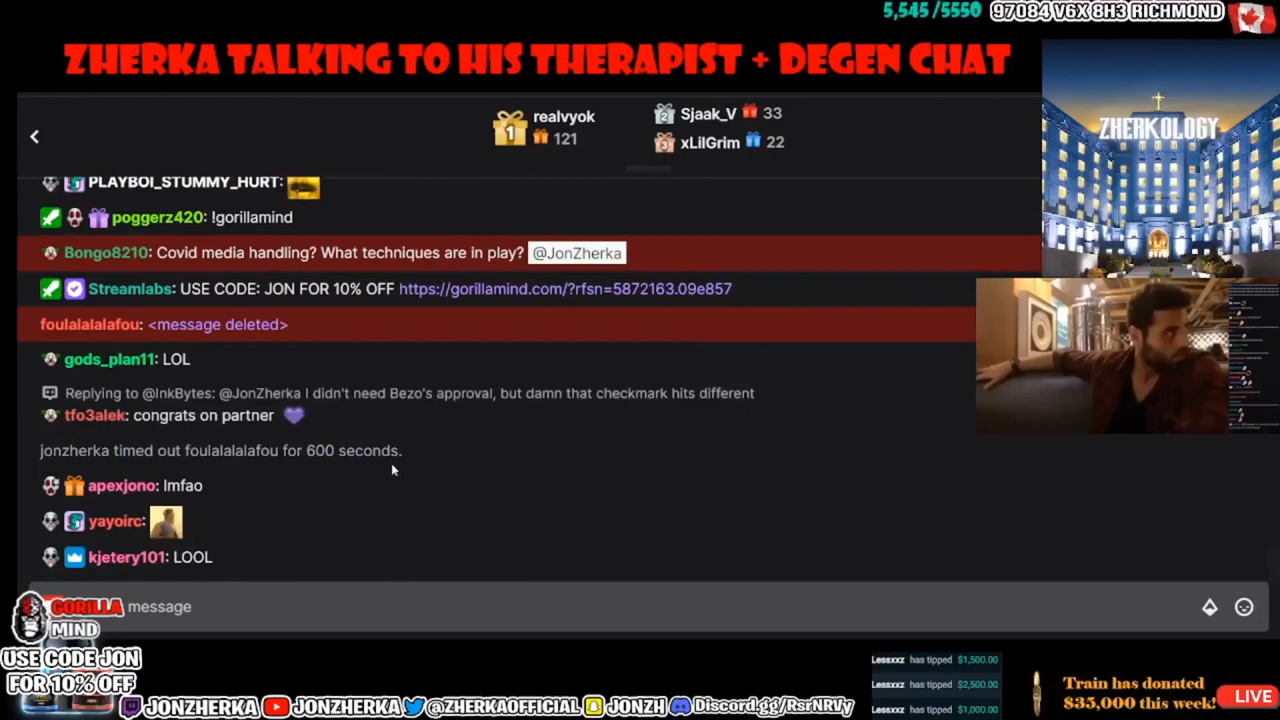 5,545 /5550
97084 V6X 8H3 RICHMOND
ZHERKA TALKING TO HIS THERAPIST + DEGEN CHAT
ZHERKOLOGY
1 realvyok
121
2 Sjaak_V 33
3 xLilGrim 22
PLAYBOI_STUMMY_HURT:
poggerz420: !gorillamind
Bongo8210: Covid media handling? What techniques are in play? @JonZherka
Streamlabs: USE CODE: JON FOR 10% OFF https://gorillamind.com/?rfsn=5872163.09e857
foulalalalafou: <message deleted>
gods_plan11: LOL
Replying to @InkBytes: @JonZherka I didn't need Bezo's approval, but damn that checkmark hits different
tfo3alek: congrats on partner
jonzherka timed out foulalalalafou for 600 seconds.
apexjono: lmfao
yayoirc:
kjetery101: LOOL
message
GORILLA
MIND
USE CODE JON
FOR 10% OFF
JONZHERKA JONZHERKA @ZHERKAOFFICIAL JONZH Discord.gg/RsrNRVy
Lessxxz has tipped $1,500.00
Lessxxz has tipped $2,500.00
Lessxxz has tipped $1,000.00
Train has donated
$35,000 this week!
LIVE